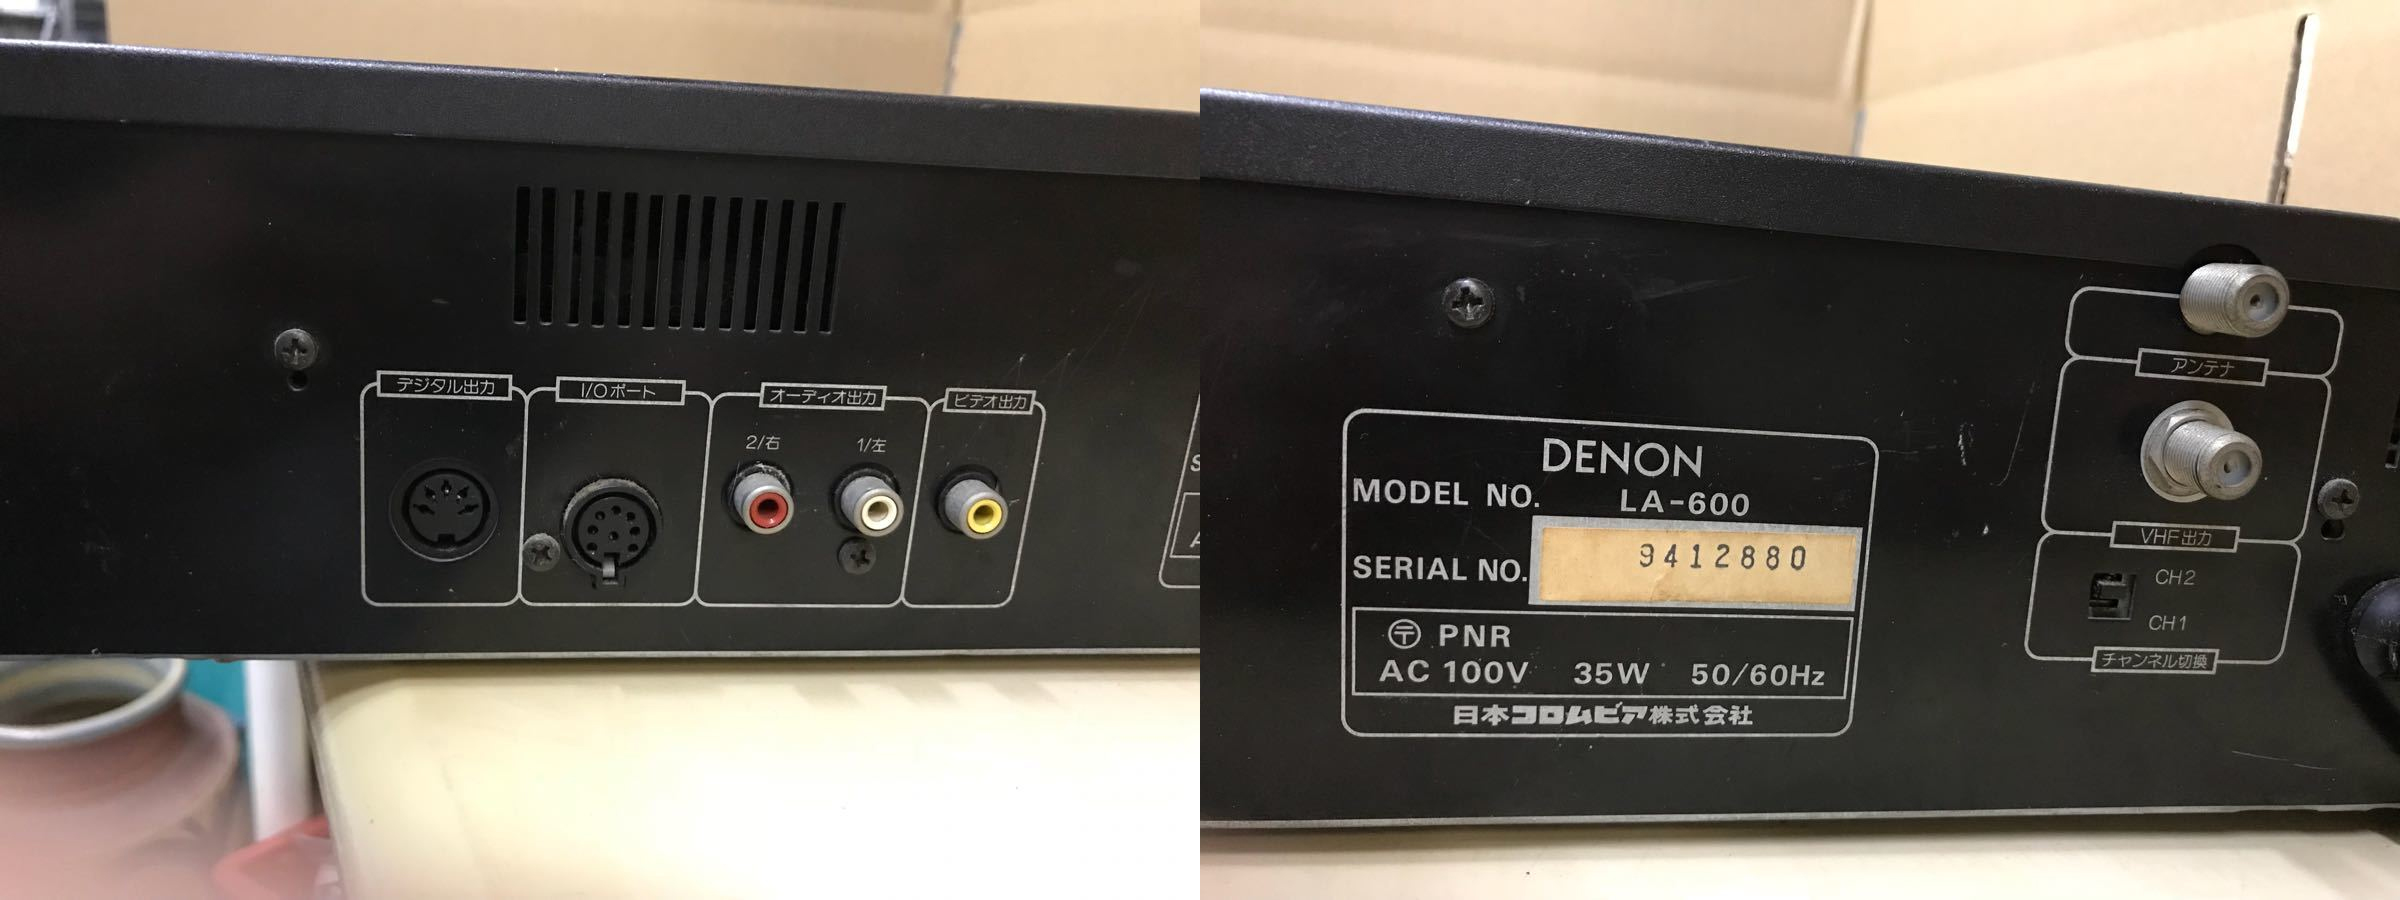 デジタル出力
I/Oポート
オーディオ出力
ビデオ出力
2/右
1/左
DENON
MODEL NO. LA-600
SERIAL NO. 9412880
〶 PNR
AC 100V 35W 50/60Hz
日本コロムビア株式会社
アンテナ
VHF出力
CH2
CH1
チャンネル切換